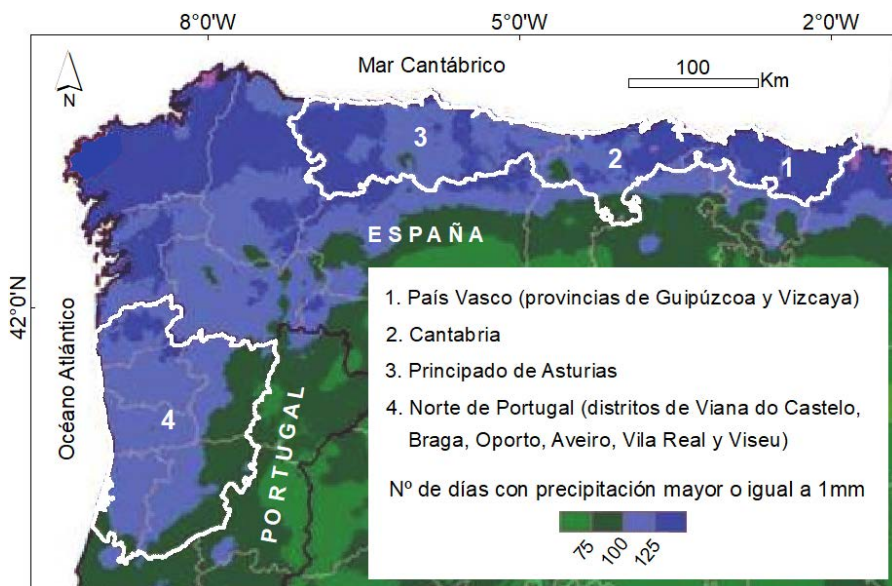 8°0'W
5°0'W
2°0'W
Mar Cantábrico
100
Km
N
3
2
1
ESPAÑA
42°0'N
Océano Atlántico
4
PORTUGAL
1. País Vasco (provincias de Guipúzcoa y Vizcaya)
2. Cantabria
3. Principado de Asturias
4. Norte de Portugal (distritos de Viana do Castelo,
Braga, Oporto, Aveiro, Vila Real y Viseu)
Nº de días con precipitación mayor o igual a 1mm
75
100
125